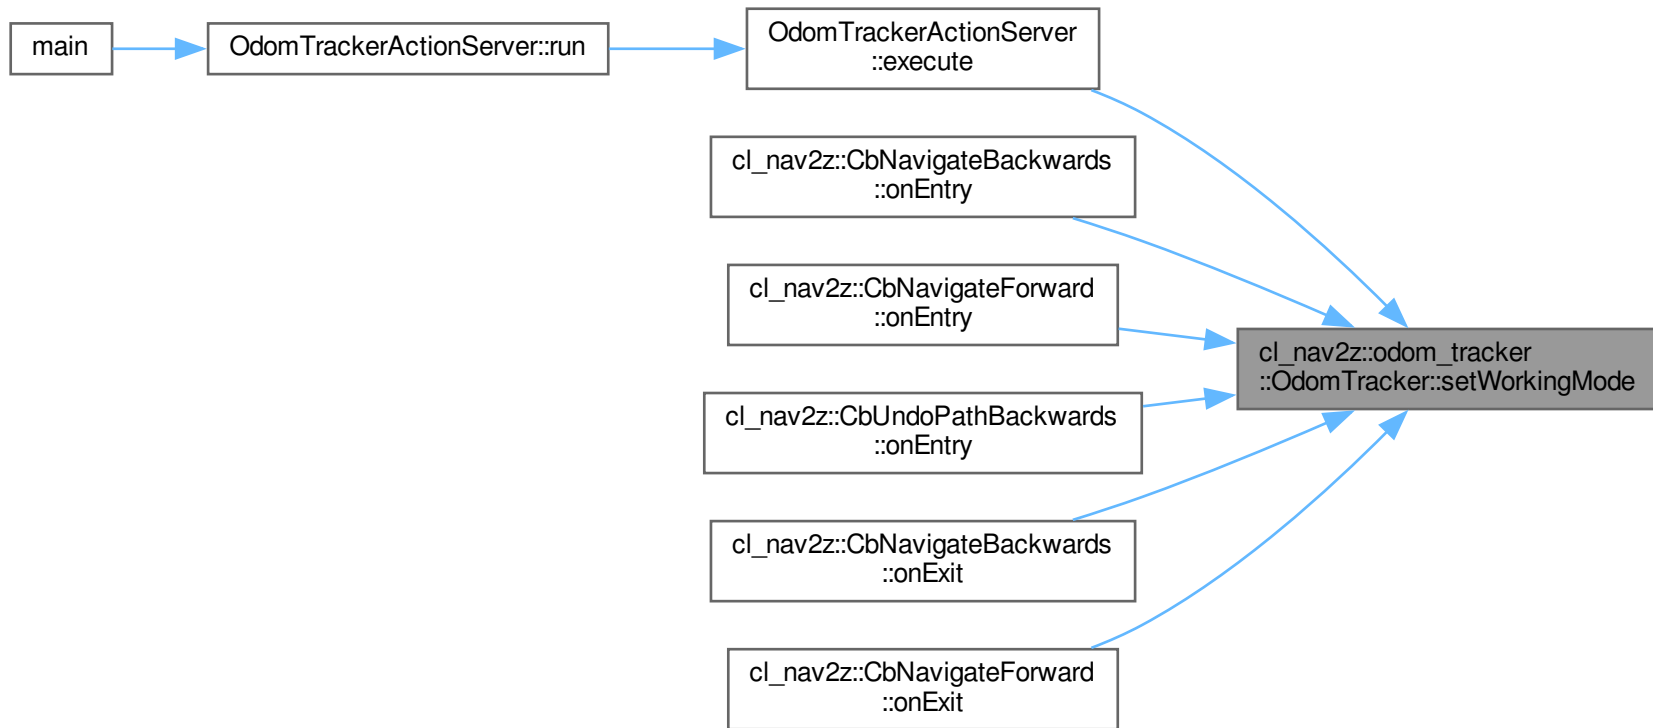 main
OdomTrackerActionServer::run
OdomTrackerActionServer
::execute
cl_nav2z::CbNavigateBackwards
::onEntry
cl_nav2z::CbNavigateForward
::onEntry
cl_nav2z::CbUndoPathBackwards
::onEntry
cl_nav2z::CbNavigateBackwards
::onExit
cl_nav2z::CbNavigateForward
::onExit
cl_nav2z::odom_tracker
::OdomTracker::setWorkingMode